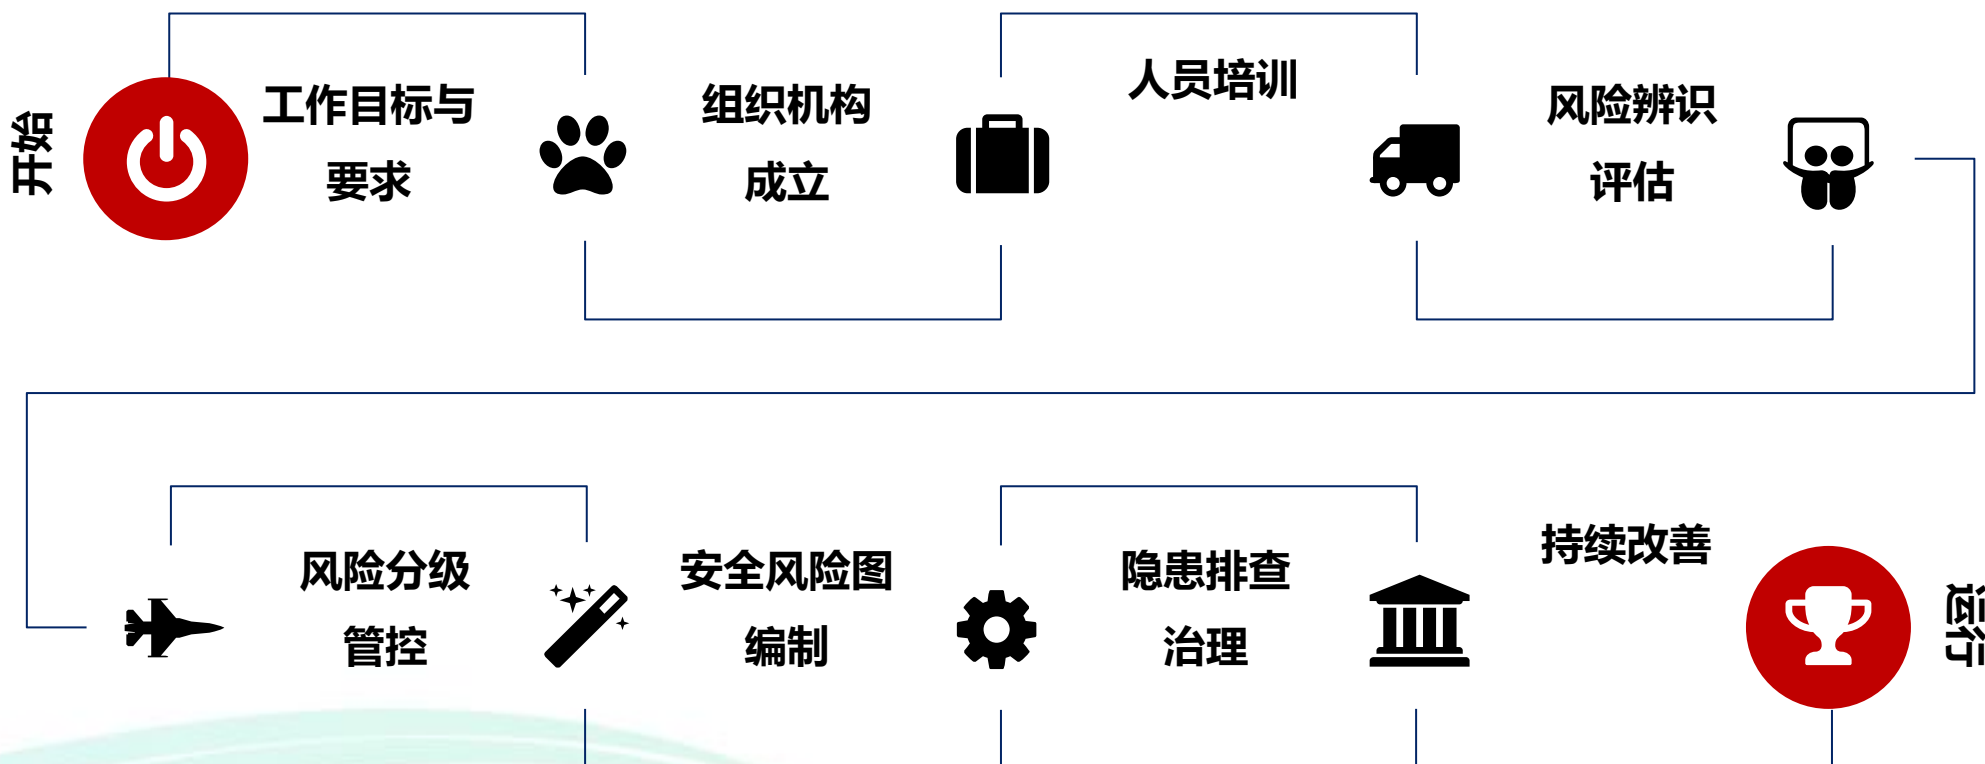 开始
工作目标与
要求
组织机构
成立
人员培训
风险辨识
评估
风险分级
管控
安全风险图
编制
隐患排查
治理
持续改善
运行